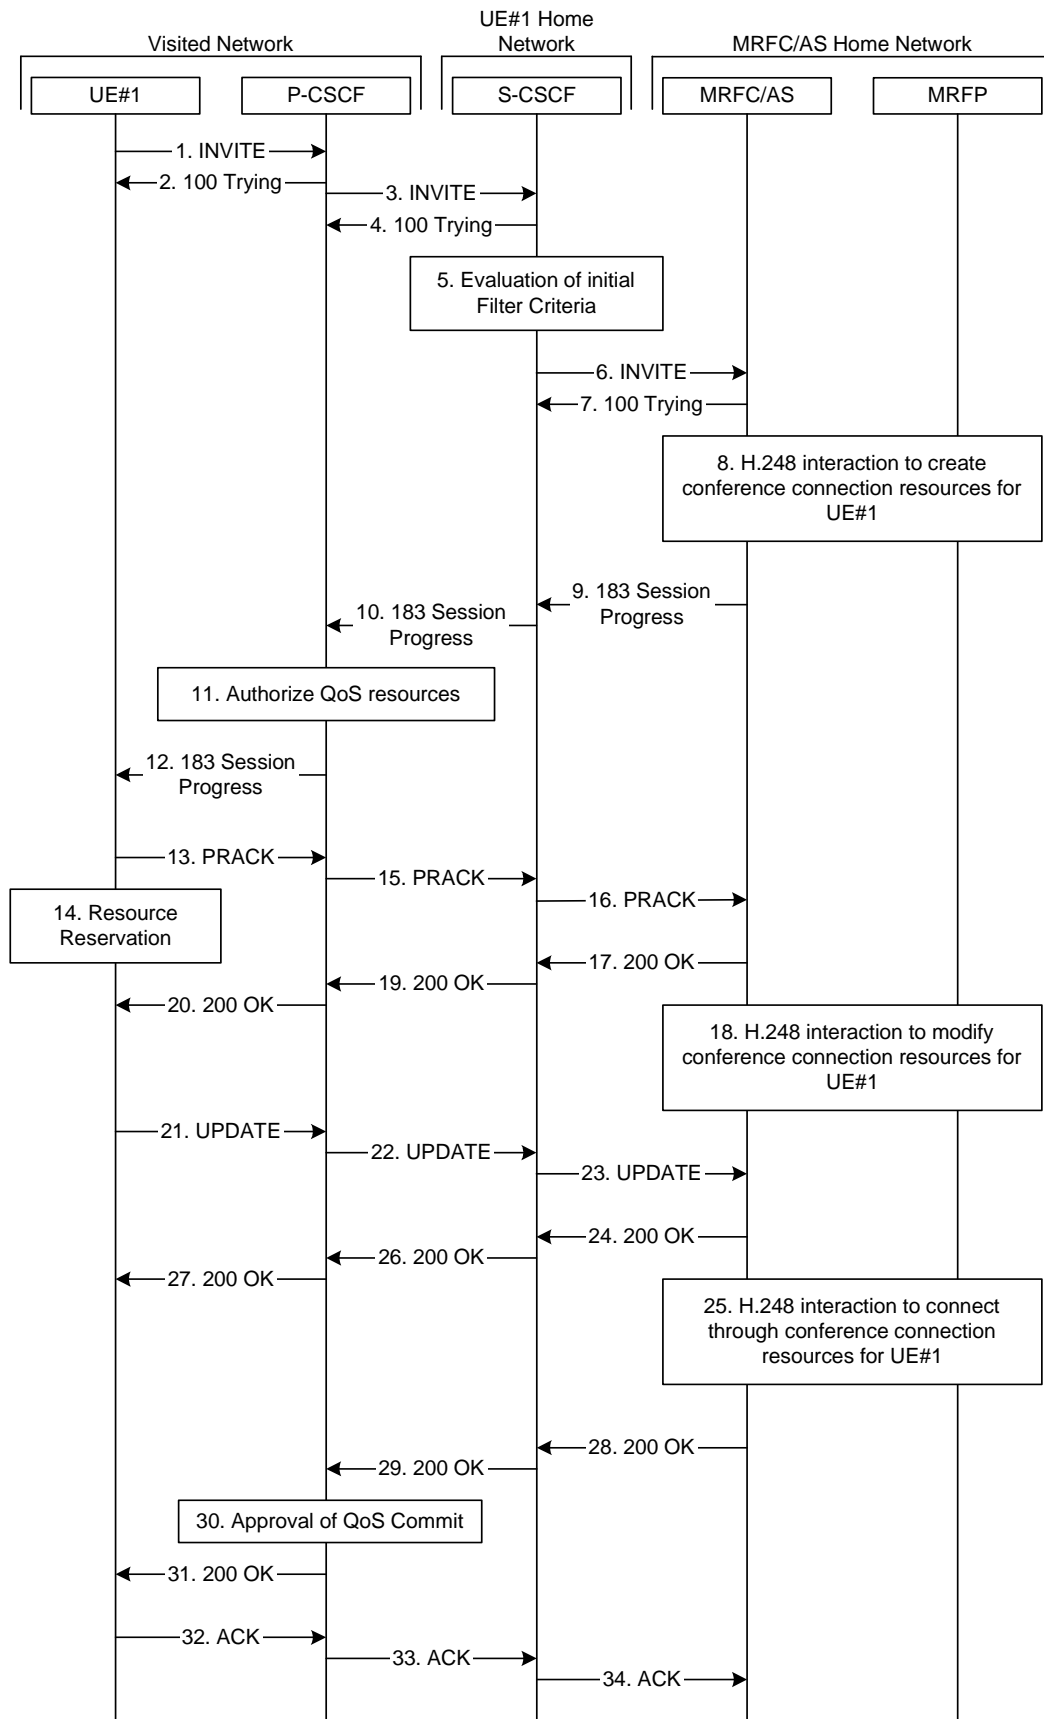 UE#1 Home
Visited Network
Network
MRFC/AS Home Network
UE#1
P-CSCF
S-CSCF
MRFC/AS
MRFP
1. INVITE
2. 100 Trying
3. INVITE
4. 100 Trying
5. Evaluation of initial
Filter Criteria
6. INVITE
7. 100 Trying
8. H.248 interaction to create
conference connection resources for
UE#1
9. 183 Session
Progress
10. 183 Session
Progress
11. Authorize QoS resources
12. 183 Session
Progress
13. PRACK
15. PRACK
16. PRACK
14. Resource
Reservation
17. 200 OK
19. 200 OK
20. 200 OK
18. H.248 interaction to modify
conference connection resources for
UE#1
21. UPDATE
22. UPDATE
23. UPDATE
24. 200 OK
26. 200 OK
27. 200 OK
25. H.248 interaction to connect
through conference connection
resources for UE#1
28. 200 OK
29. 200 OK
30. Approval of QoS Commit
31. 200 OK
32. ACK
33. ACK
34. ACK